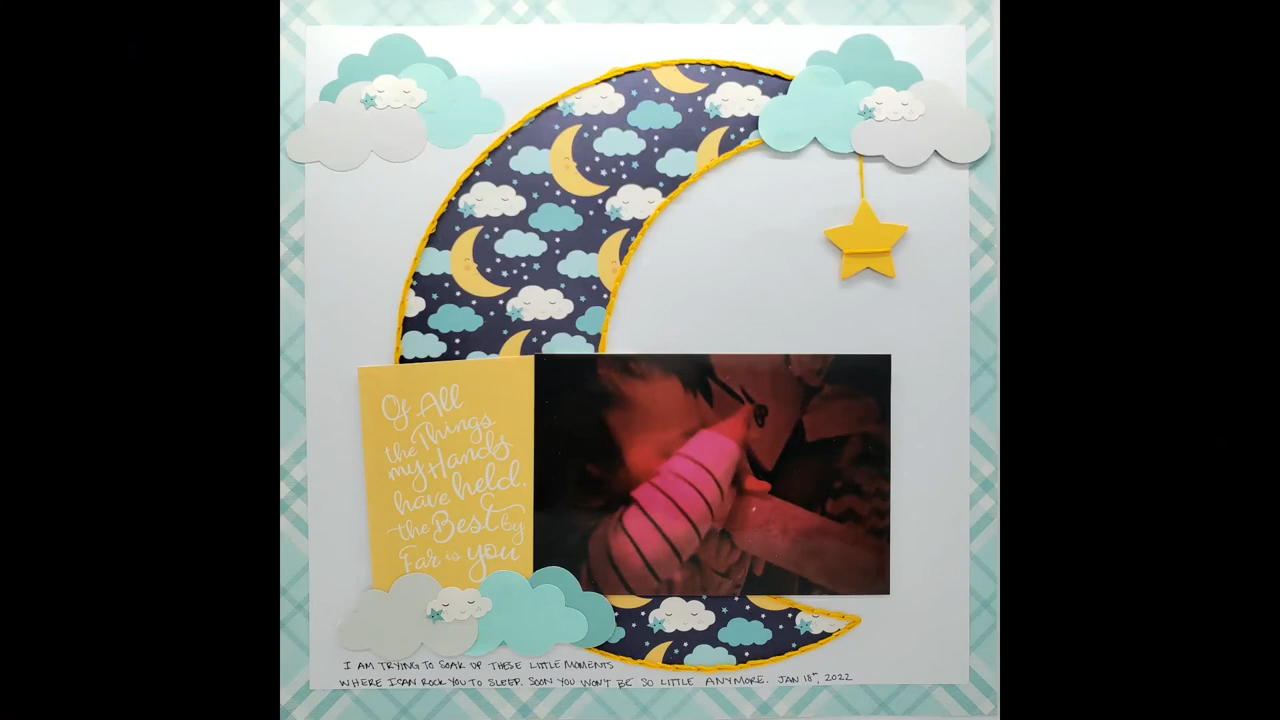 Of All
the Things
my Hands
have held,
the Best by
Far is you
I AM TRYING TO SOAK UP THESE LITTLE MOMENTS
WHERE I CAN ROCK YOU TO SLEEP. SOON YOU WON'T BE SO LITTLE ANYMORE. JAN 18th, 2022